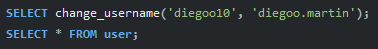 SELECT change_username('diegoo10', 'diegoo.martin');
SELECT * FROM user;